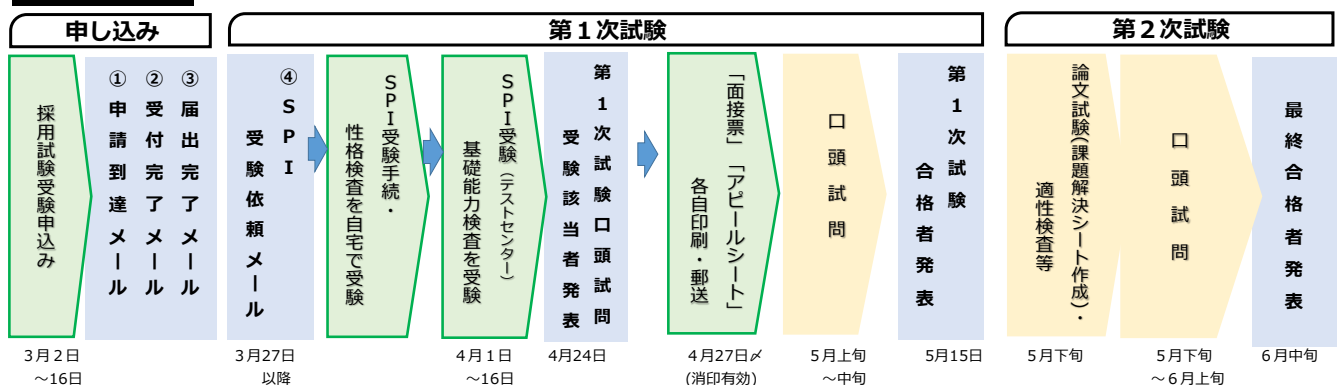 申し込み
第１次試験
第２次試験
採用試験受験申込み
①申請到達メール
②受付完了メール
③届出完了メール
④ＳＰＩ
受験依頼メール
ＳＰＩ受験手続・
性格検査を自宅で受験
ＳＰＩ受験（テストセンター）
基礎能力検査を受験
第１次試験口頭試問
受験該当者発表
「面接票」「アピールシート」
各自印刷・郵送
口頭試問
第１次試験
合格者発表
論文試験(課題解決シート作成)・
適性検査等
口頭試問
最終合格者発表
３月２日
～16日
３月27日
以降
４月１日
～16日
４月24日
４月27日〆
(消印有効)
５月上旬
～中旬
５月15日
５月下旬
５月下旬
～６月上旬
６月中旬